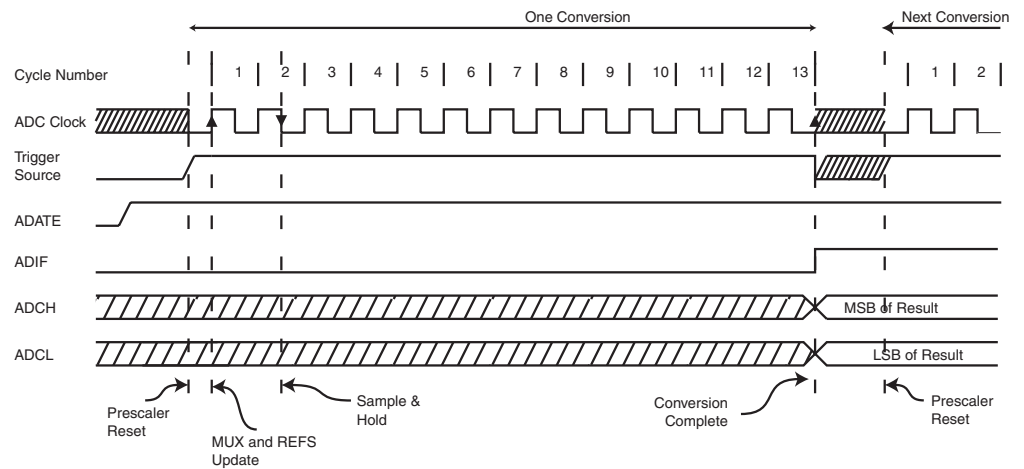 One Conversion
Next Conversion
Cycle Number
1 2 3 4 5 6 7 8 9 10 11 12 13 1 2
ADC Clock
Trigger
Source
ADATE
ADIF
ADCH
MSB of Result
ADCL
LSB of Result
Prescaler
Reset
MUX and REFS
Update
Sample &
Hold
Conversion
Complete
Prescaler
Reset